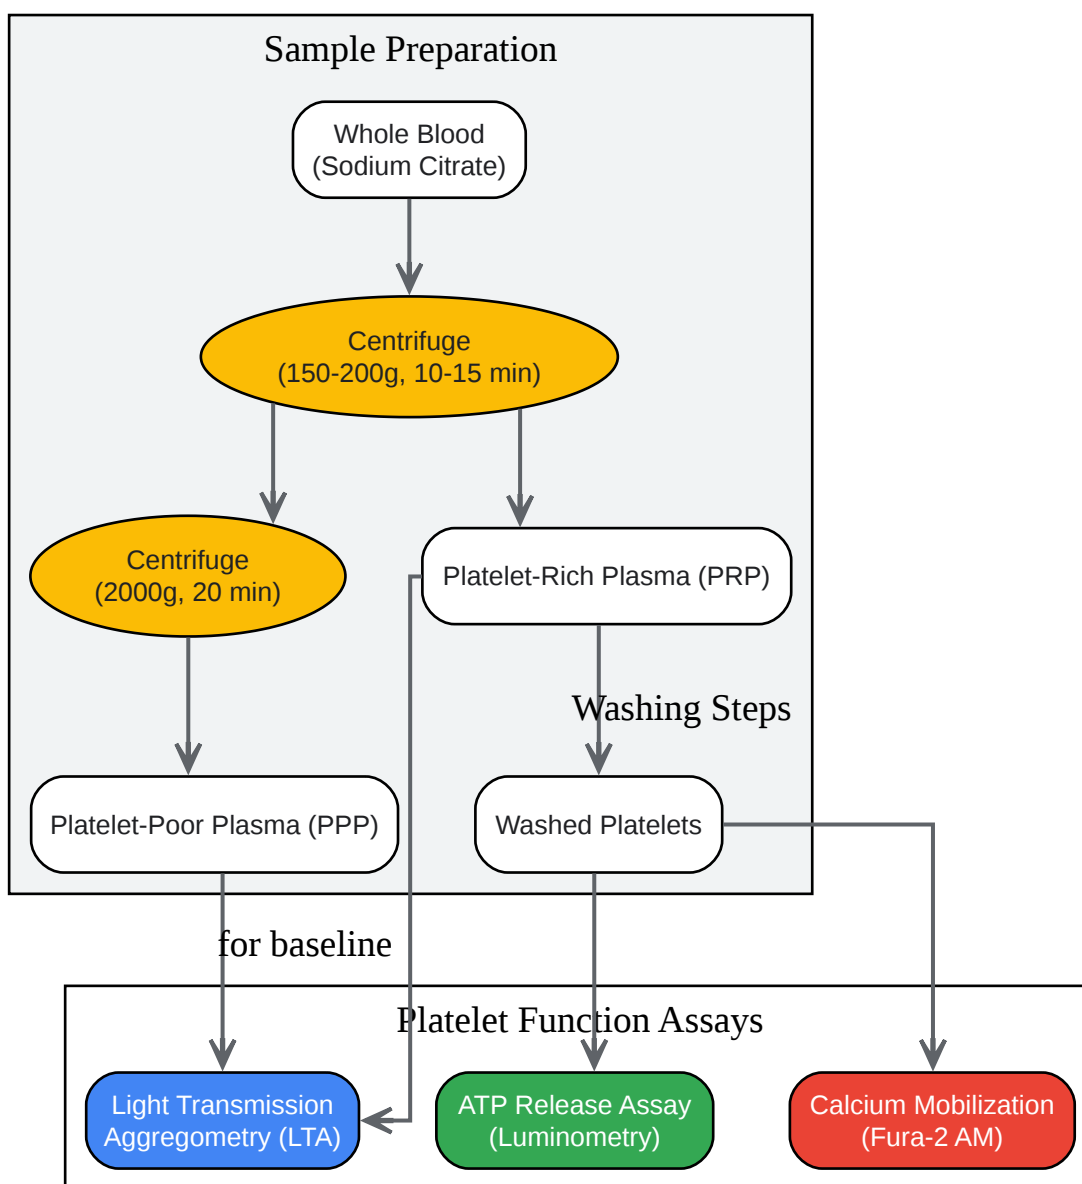 Sample Preparation
Whole Blood
(Sodium Citrate)
Centrifuge
(150-200g, 10-15 min)
Centrifuge
(2000g, 20 min)
Platelet-Rich Plasma (PRP)
Washing Steps
Platelet-Poor Plasma (PPP)
Washed Platelets
for baseline
Platelet Function Assays
Light Transmission
Aggregometry (LTA)
ATP Release Assay
(Luminometry)
Calcium Mobilization
(Fura-2 AM)